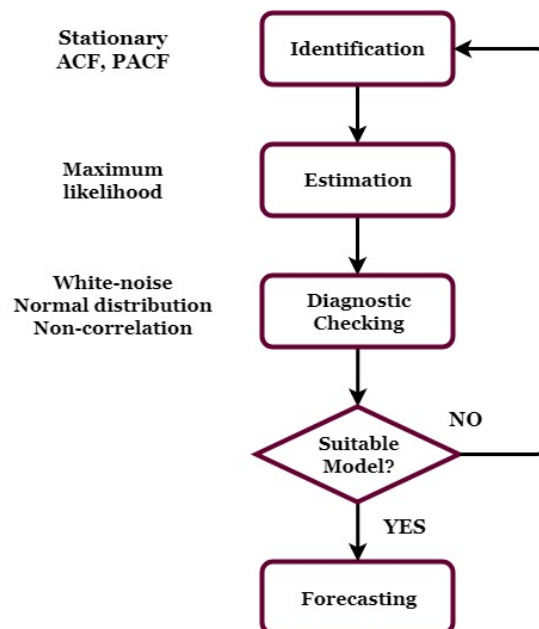 Stationary
ACF, PACF
Identification
Maximum
likelihood
Estimation
White-noise
Normal distribution
Non-correlation
Diagnostic
Checking
Suitable
Model?
NO
YES
Forecasting